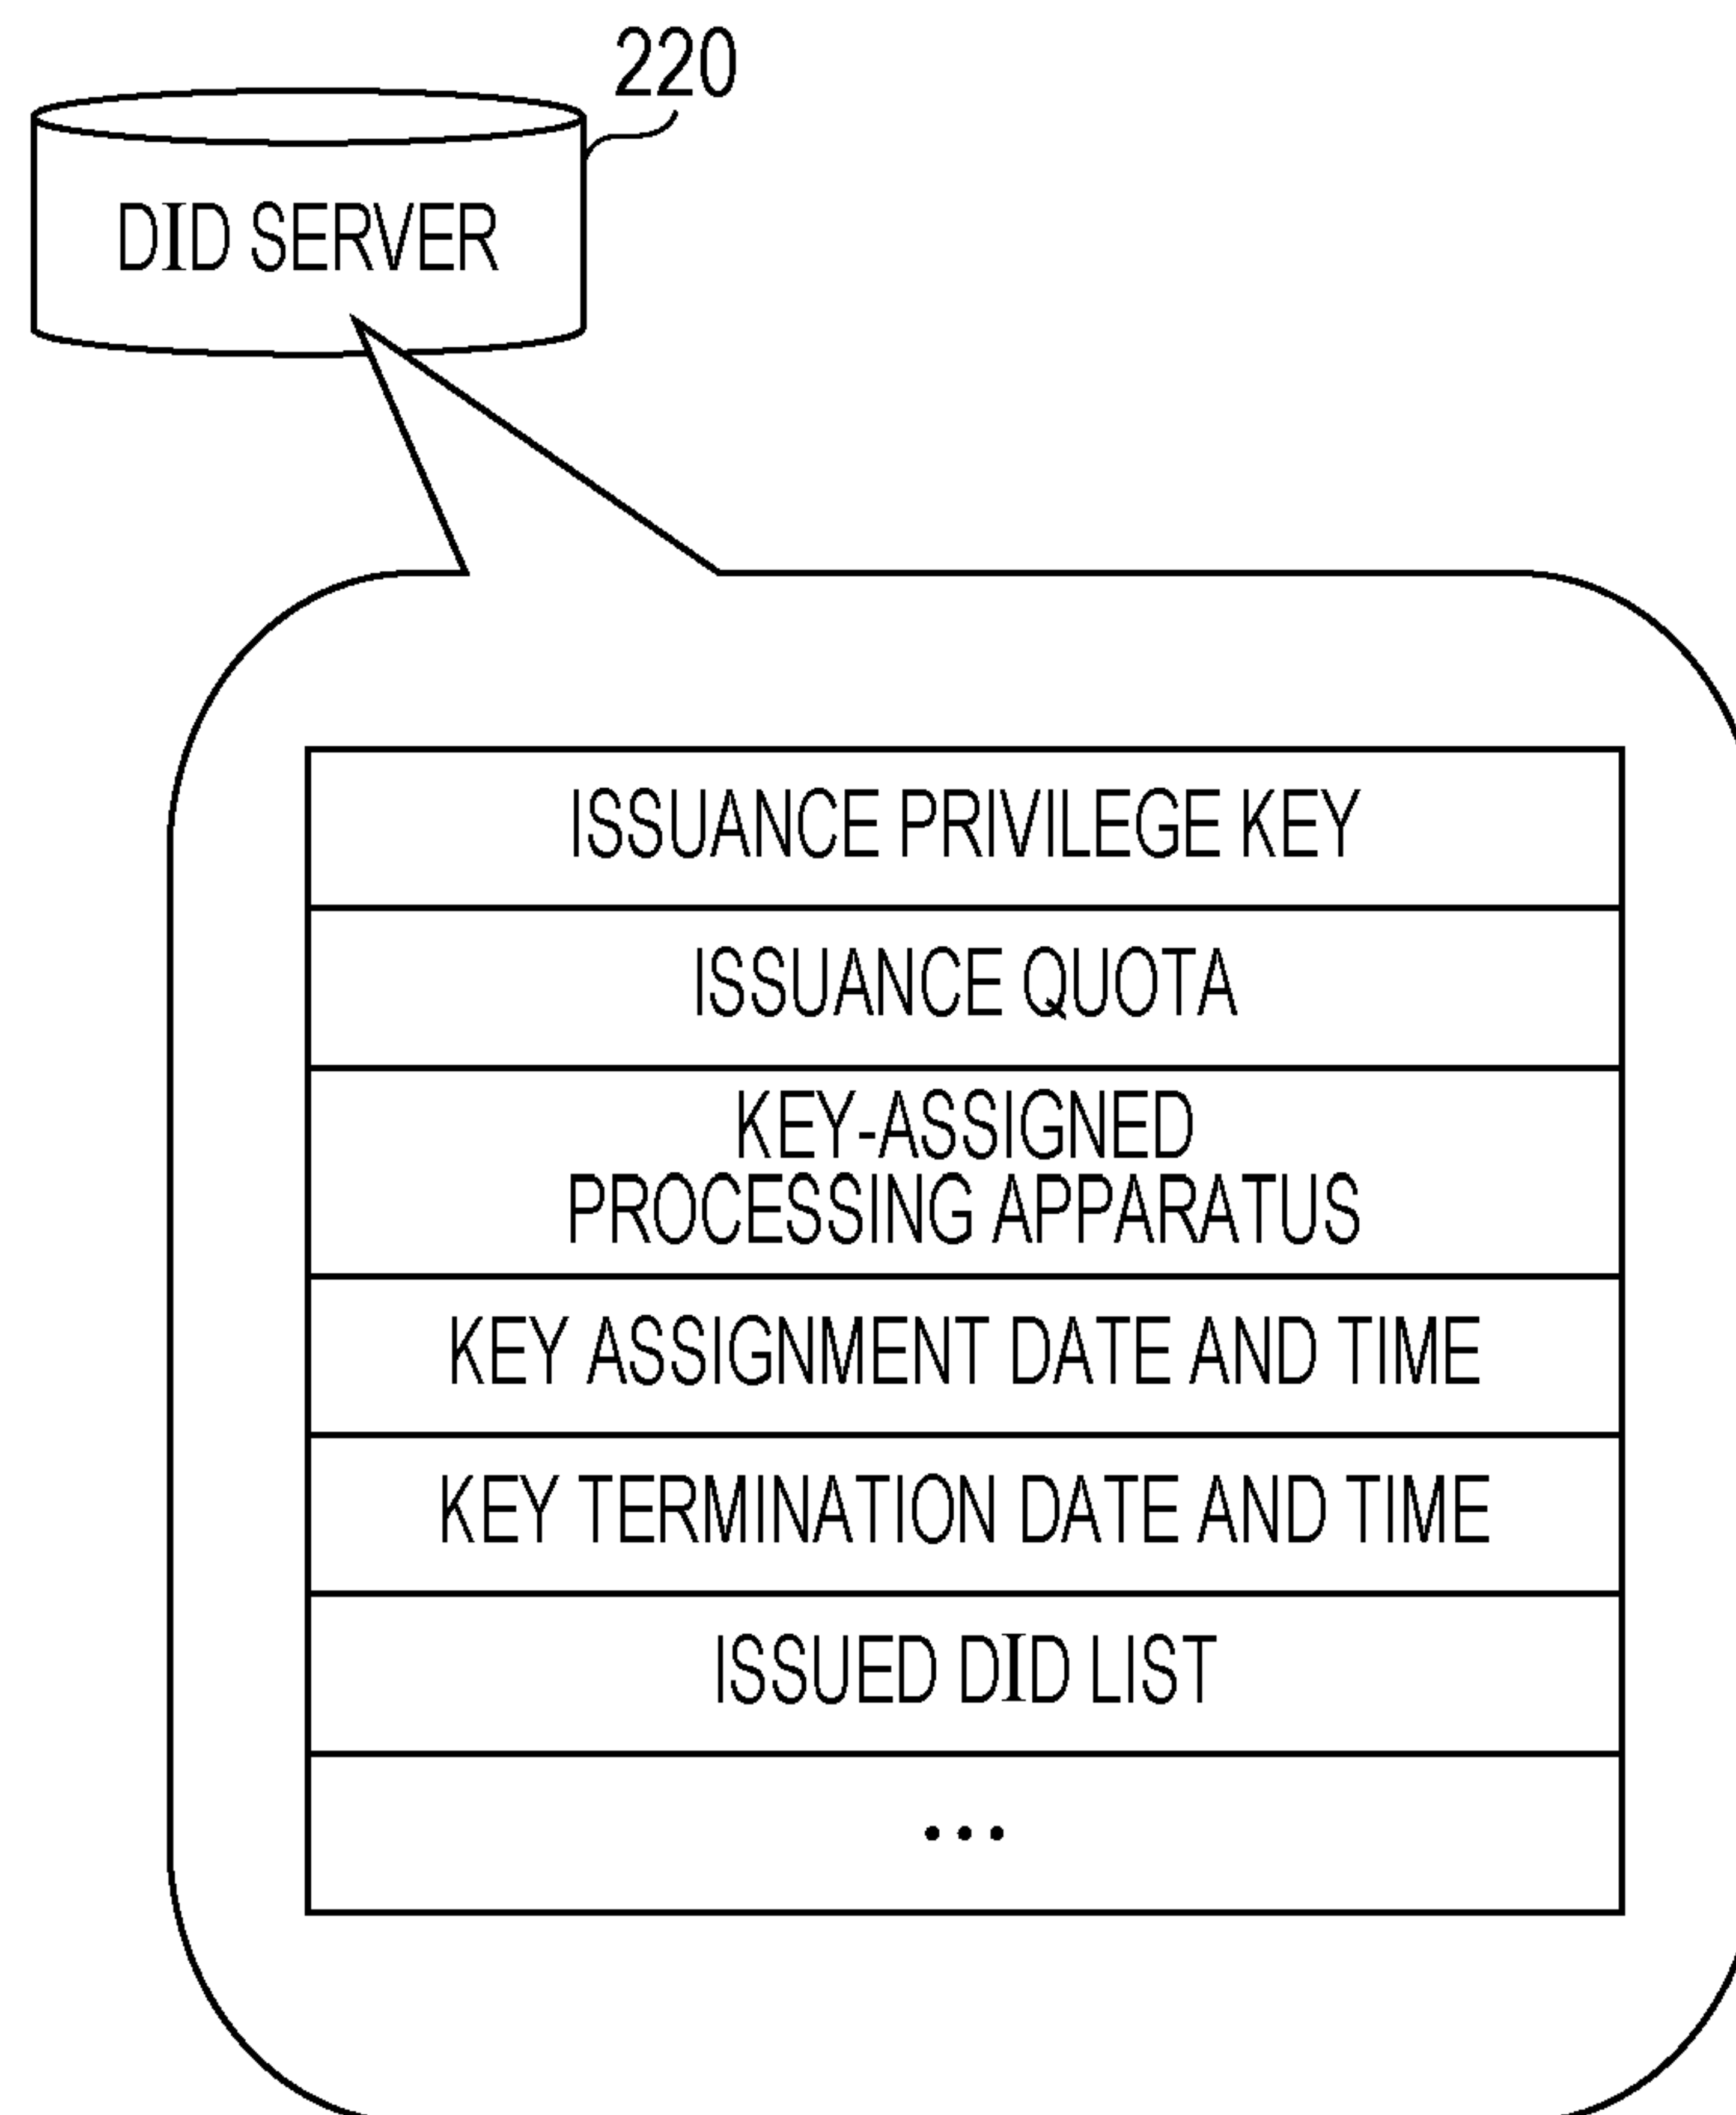 220
DID SERVER
ISSUANCE PRIVILEGE KEY
ISSUANCE QUOTA
KEY-ASSIGNED
PROCESSING APPARATUS
KEY ASSIGNMENT DATE AND TIME
KEY TERMINATION DATE AND TIME
ISSUED DID LIST
•••